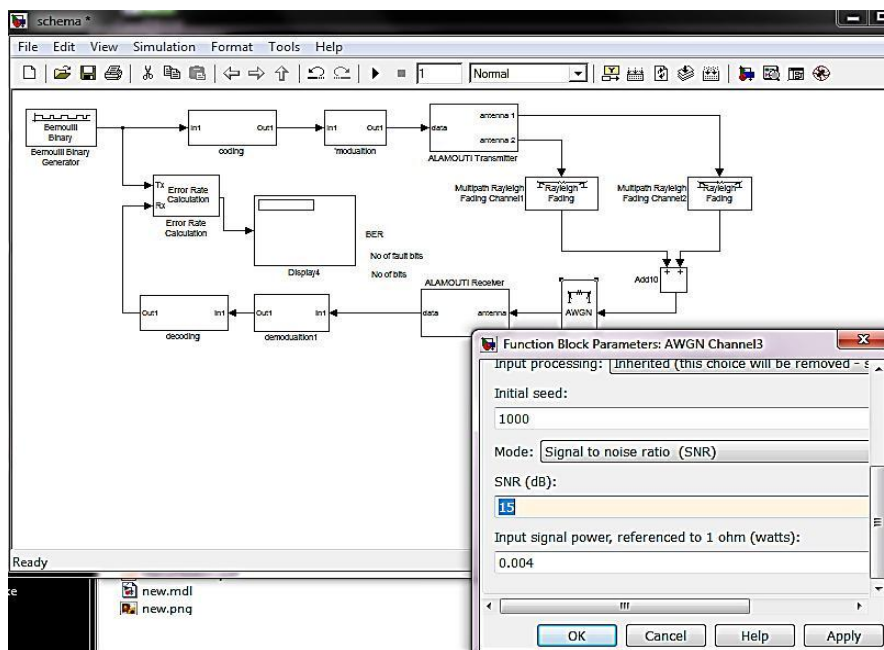 schema *
File Edit View Simulation Format Tools Help
1 Normal
Bernoulli
Binary
Bernoulli Binary
Generator
In1 Out1
coding
In1 Out1
'modualtion
data antenna 1
antenna 2
ALAMOUTI Transmitter
Multipath Rayleigh
Fading Channel1
Rayleigh
Fading
Multipath Rayleigh
Fading Channel2
Rayleigh
Fading
Tx
Rx
Error Rate
Calculation
Error Rate
Calculation
BER
No of fault bits
No of bits
Display4
Add10
ALAMOUTI Receiver
data antenna
AWGN
Out1 In1
decoding
Out1 In1
demodualtion1
Function Block Parameters: AWGN Channel3
Input processing: Inherited (this choice will be removed - s
Initial seed:
1000
Mode: Signal to noise ratio (SNR)
SNR (dB):
15
Input signal power, referenced to 1 ohm (watts):
0.004
OK Cancel Help Apply
Ready
new.mdl
new.png